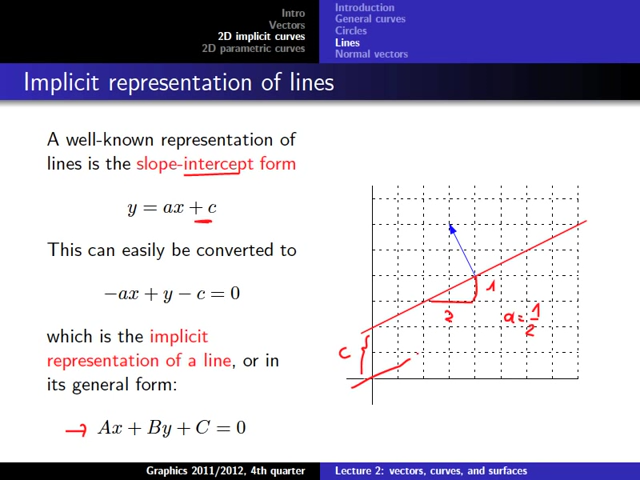 Intro
Vectors
2D implicit curves
2D parametric curves
Introduction
General curves
Circles
Lines
Normal vectors
Implicit representation of lines
A well-known representation of
lines is the slope-intercept form
y = ax + c
This can easily be converted to
−ax + y − c = 0
which is the implicit
representation of a line, or in
its general form:
→ Ax + By + C = 0
1
2
a = 1/2
c
Graphics 2011/2012, 4th quarter
Lecture 2: vectors, curves, and surfaces